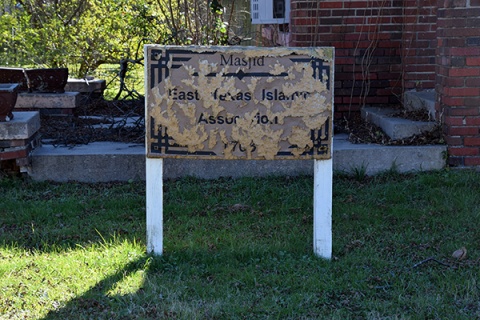 Masjid
East Texas Islamic
Association